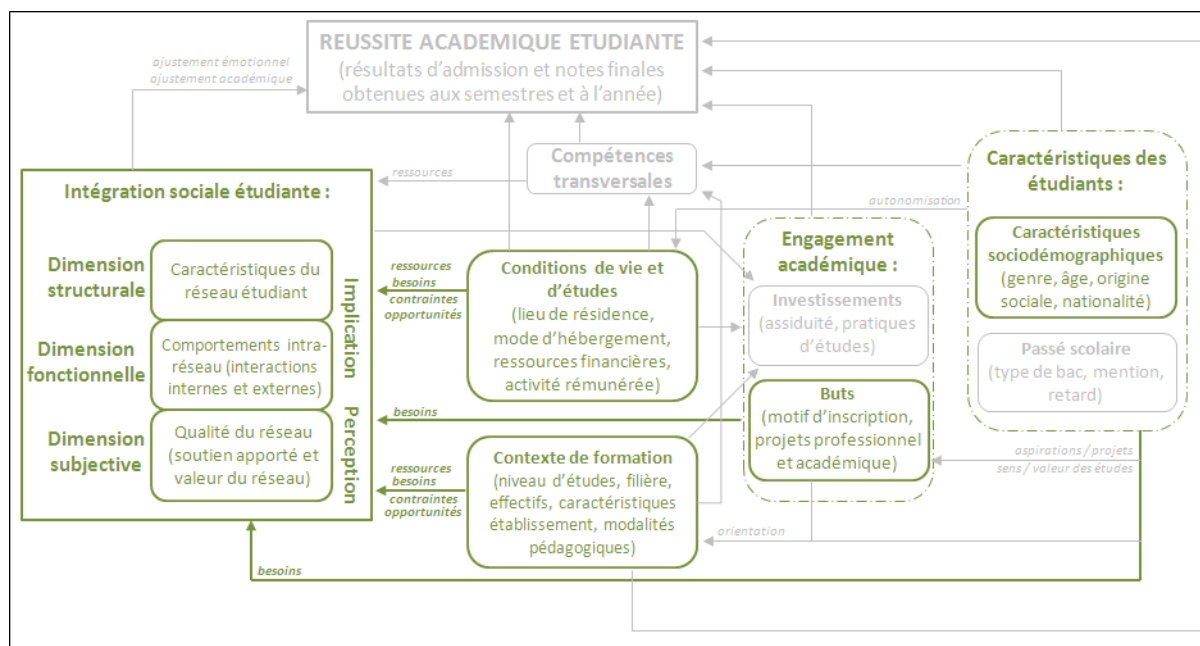 REUSSITE ACADEMIQUE ETUDIANTE
(résultats d'admission et notes finales
obtenues aux semestres et à l'année)
ajustement émotionnel
ajustement académique
Compétences
transversales
ressources
Intégration sociale étudiante :
Dimension
structurale
Caractéristiques du
réseau étudiant
Dimension
fonctionnelle
Comportements intra-
réseau (interactions
internes et externes)
Dimension
subjective
Qualité du réseau
(soutien apporté et
valeur du réseau)
Implication
Perception
ressources
besoins
contraintes
opportunités
Conditions de vie et
d'études
(lieu de résidence,
mode d'hébergement,
ressources financières,
activité rémunérée)
besoins
ressources
besoins
contraintes
opportunités
Contexte de formation
(niveau d'études, filière,
effectifs, caractéristiques
établissement, modalités
pédagogiques)
besoins
Engagement
académique :
Investissements
(assiduité, pratiques
d'études)
Buts
(motif d'inscription,
projets professionnel
et académique)
autonomisation
Caractéristiques des
étudiants :
Caractéristiques
sociodémographiques
(genre, âge, origine
sociale, nationalité)
Passé scolaire
(type de bac, mention,
retard)
aspirations / projets
sens / valeur des études
orientation